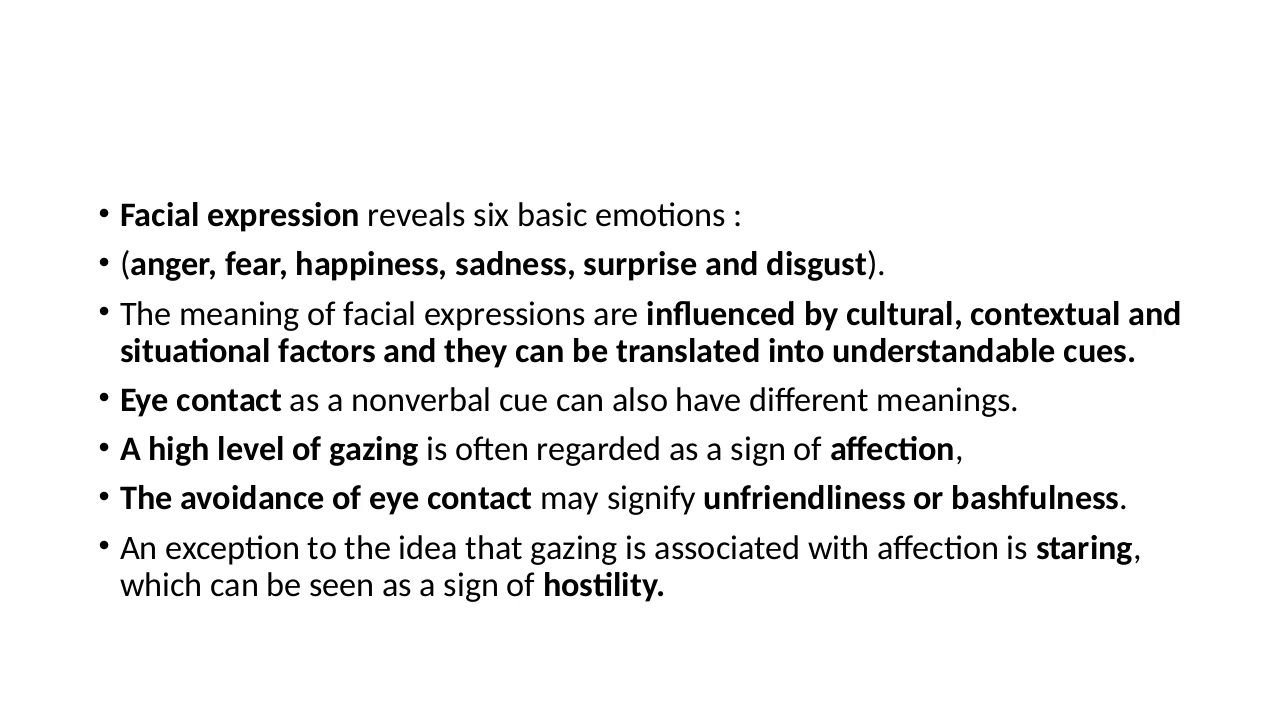 • Facial expression reveals six basic emotions :
• (anger, fear, happiness, sadness, surprise and disgust).
• The meaning of facial expressions are influenced by cultural, contextual and
situational factors and they can be translated into understandable cues.
• Eye contact as a nonverbal cue can also have different meanings.
• A high level of gazing is often regarded as a sign of affection,
• The avoidance of eye contact may signify unfriendliness or bashfulness.
• An exception to the idea that gazing is associated with affection is staring,
which can be seen as a sign of hostility.